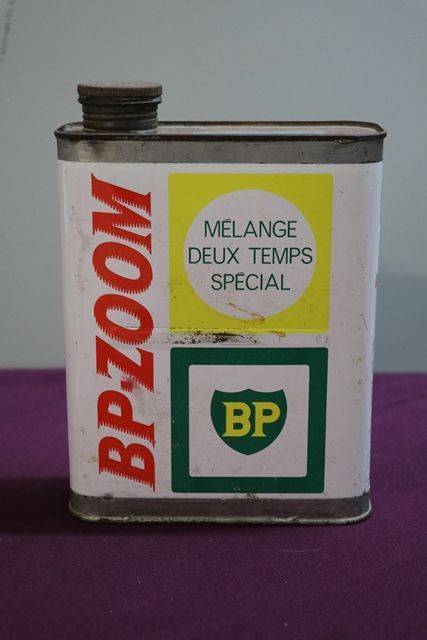 BP-ZOOM
MÉLANGE
DEUX TEMPS
SPÉCIAL
BP